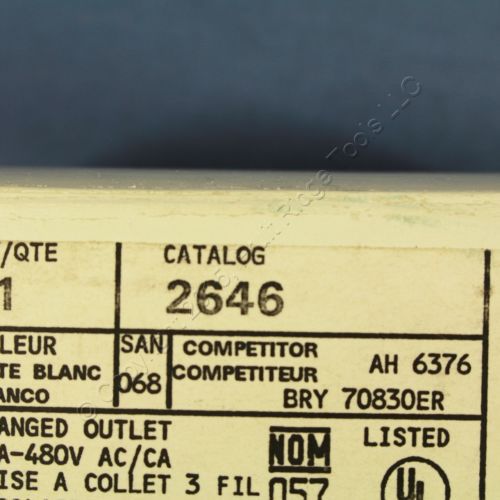 /QTE
CATALOG
1
2646
LEUR
SAN
COMPETITOR
AH 6376
TE BLANC
068
COMPETITEUR
ANCO
BRY 70830ER
ANGED OUTLET
NOM
LISTED
A-480V AC/CA
ISE A COLLET 3 FIL
057
UL